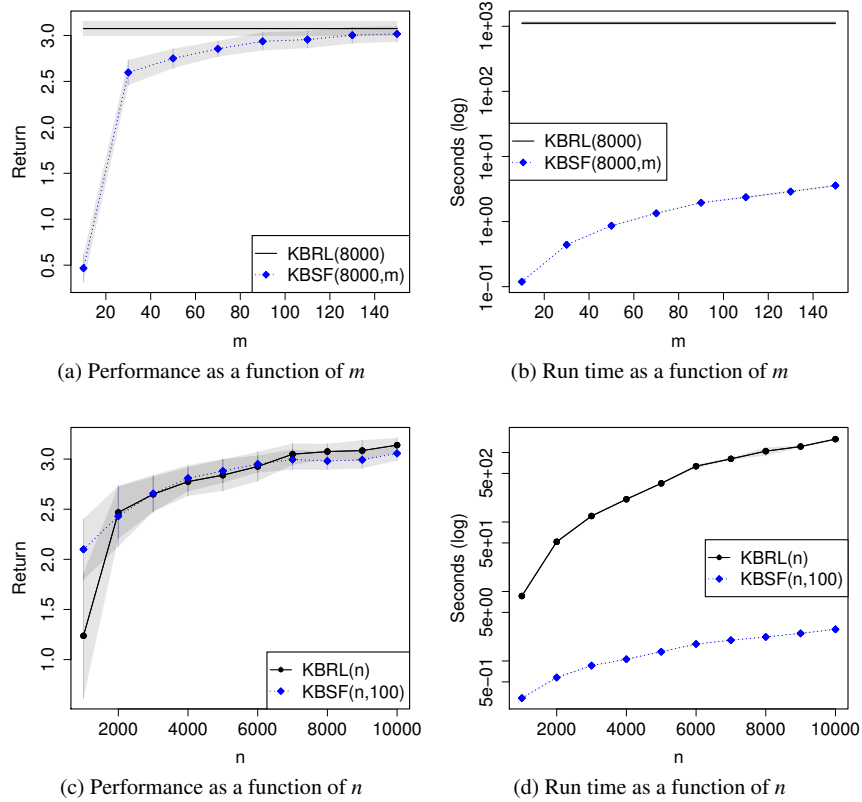 Return
0.5 1.0 1.5 2.0 2.5 3.0
KBRL(8000)
KBSF(8000,m)
20 40 60 80 100 120 140
m
(a) Performance as a function of m
Seconds (log)
1e−01 1e+00 1e+01 1e+02 1e+03
KBRL(8000)
KBSF(8000,m)
20 40 60 80 100 120 140
m
(b) Run time as a function of m
Return
1.0 1.5 2.0 2.5 3.0
KBRL(n)
KBSF(n,100)
2000 4000 6000 8000 10000
n
(c) Performance as a function of n
Seconds (log)
5e−01 5e+00 5e+01 5e+02
KBRL(n)
KBSF(n,100)
2000 4000 6000 8000 10000
n
(d) Run time as a function of n